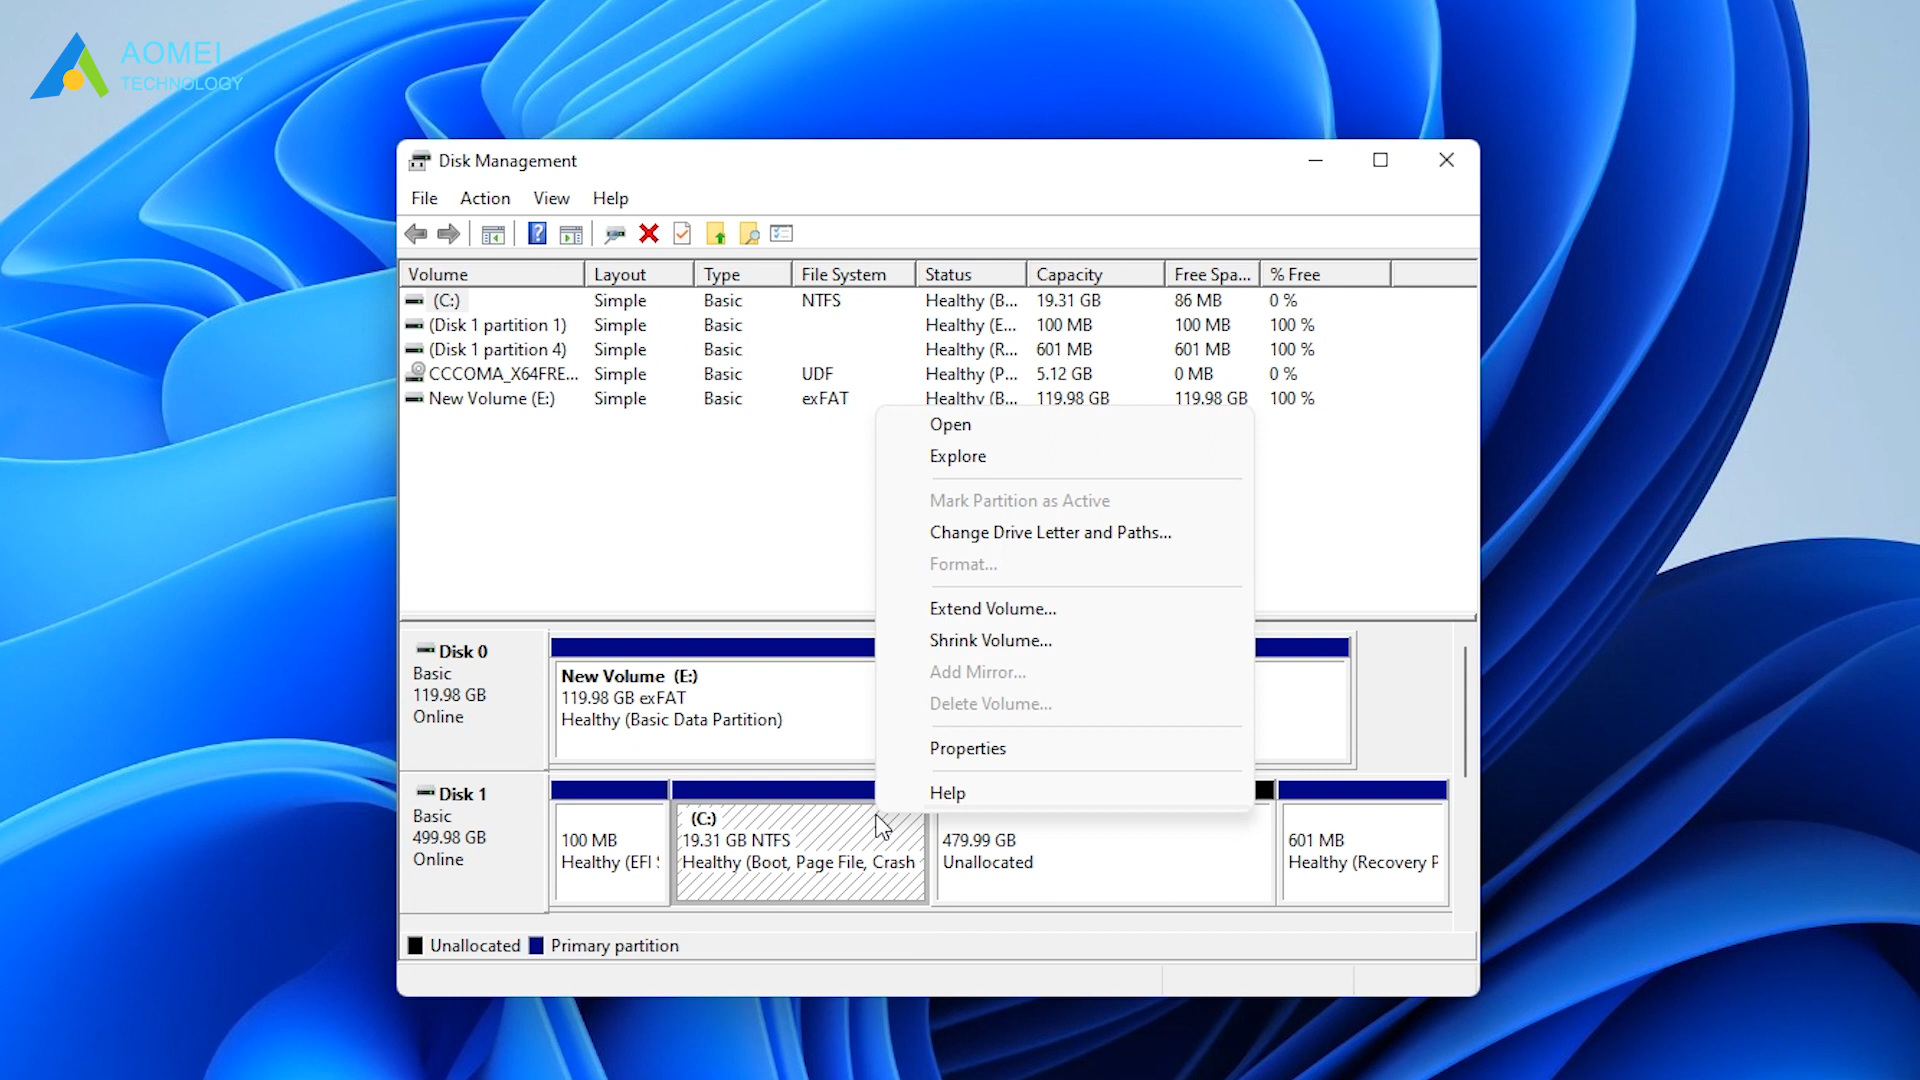 AOMEI
TECHNOLOGY
Disk Management
File Action View Help
Volume Layout Type File System Status Capacity Free Spa... % Free
(C:) Simple Basic NTFS Healthy (B... 19.31 GB 86 MB 0 %
(Disk 1 partition 1) Simple Basic Healthy (E... 100 MB 100 MB 100 %
(Disk 1 partition 4) Simple Basic Healthy (R... 601 MB 601 MB 100 %
CCCOMA_X64FRE... Simple Basic UDF Healthy (P... 5.12 GB 0 MB 0 %
New Volume (E:) Simple Basic exFAT Healthy (B... 119.98 GB 119.98 GB 100 %
Open
Explore
Mark Partition as Active
Change Drive Letter and Paths...
Format...
Extend Volume...
Shrink Volume...
Add Mirror...
Delete Volume...
Properties
Help
Disk 0
Basic
119.98 GB
Online
New Volume (E:)
119.98 GB exFAT
Healthy (Basic Data Partition)
Disk 1
Basic
499.98 GB
Online
100 MB
Healthy (EFI S
(C:)
19.31 GB NTFS
Healthy (Boot, Page File, Crash
479.99 GB
Unallocated
601 MB
Healthy (Recovery P
Unallocated Primary partition